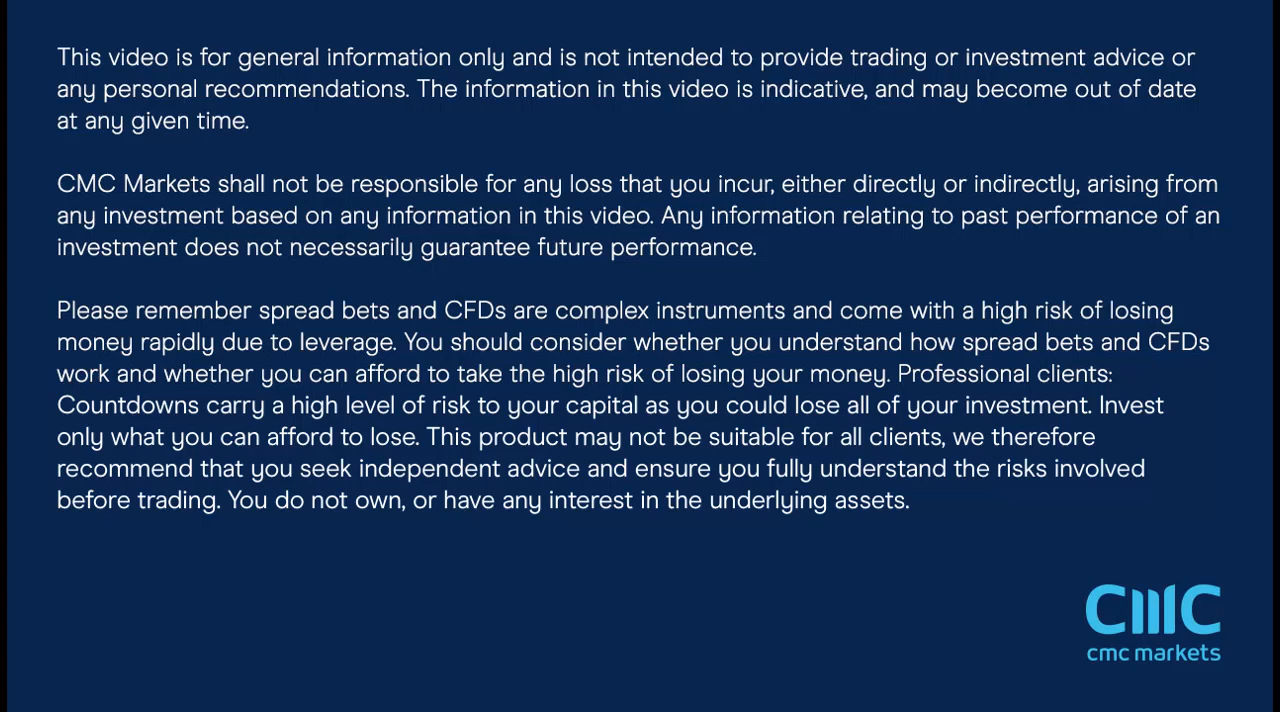 This video is for general information only and is not intended to provide trading or investment advice or
any personal recommendations. The information in this video is indicative, and may become out of date
at any given time.
CMC Markets shall not be responsible for any loss that you incur, either directly or indirectly, arising from
any investment based on any information in this video. Any information relating to past performance of an
investment does not necessarily guarantee future performance.
Please remember spread bets and CFDs are complex instruments and come with a high risk of losing
money rapidly due to leverage. You should consider whether you understand how spread bets and CFDs
work and whether you can afford to take the high risk of losing your money. Professional clients:
Countdowns carry a high level of risk to your capital as you could lose all of your investment. Invest
only what you can afford to lose. This product may not be suitable for all clients, we therefore
recommend that you seek independent advice and ensure you fully understand the risks involved
before trading. You do not own, or have any interest in the underlying assets.
CMC
cmc markets